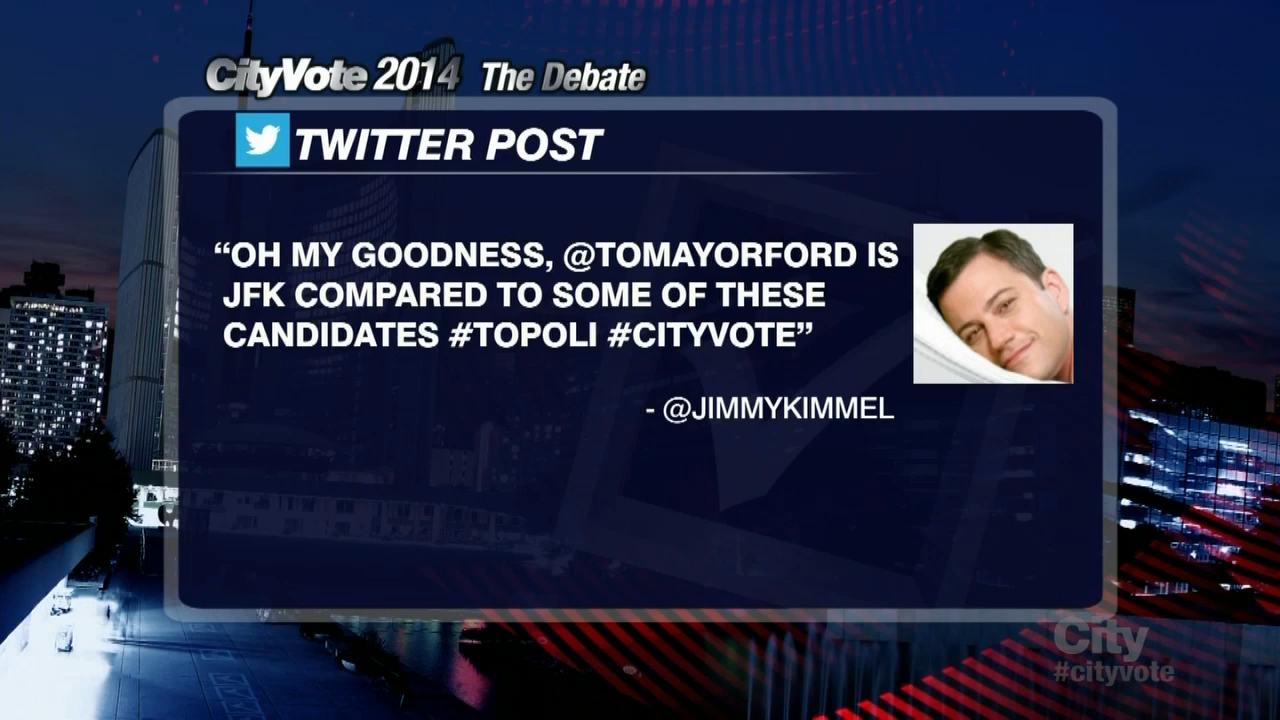 CityVote 2014 The Debate
TWITTER POST
“OH MY GOODNESS, @TOMAYORFORD IS
JFK COMPARED TO SOME OF THESE
CANDIDATES #TOPOLI #CITYVOTE”
- @JIMMYKIMMEL
City
#cityvote